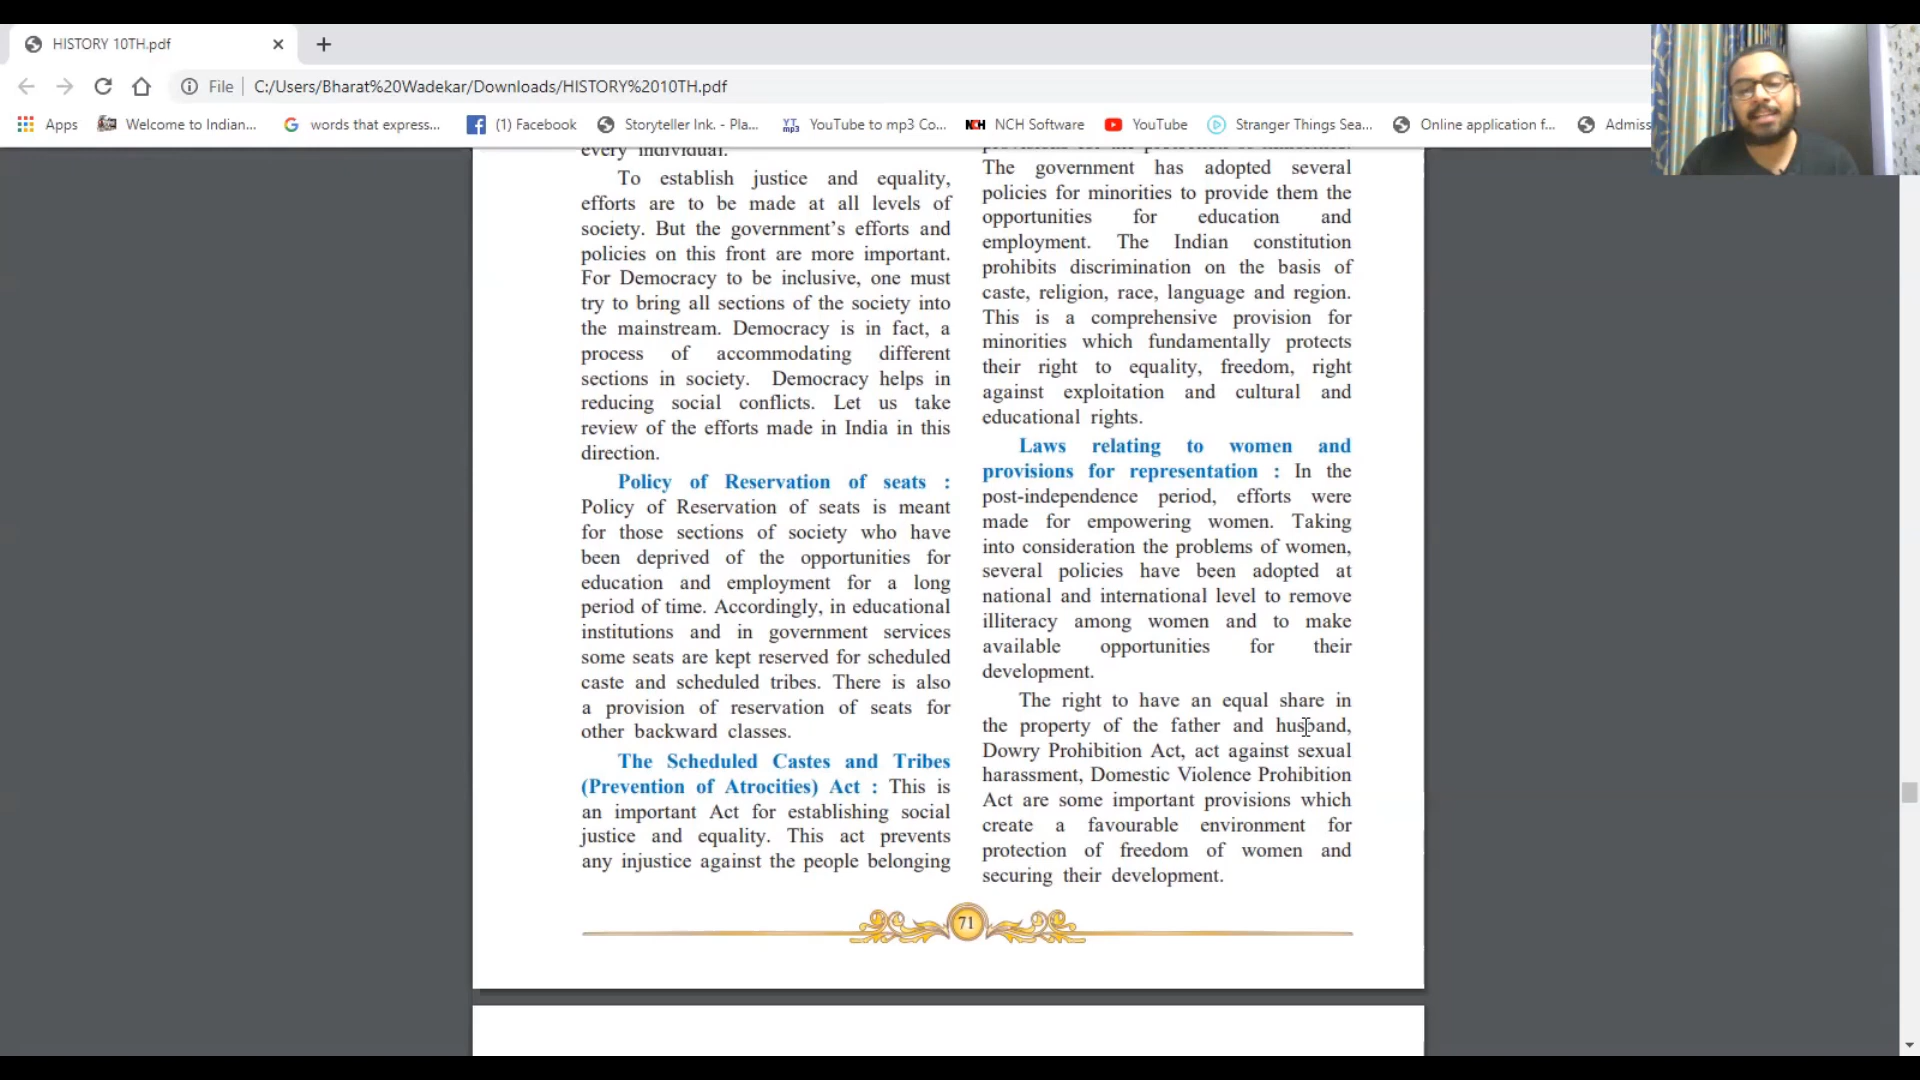 HISTORY 10TH.pdf
File
C:/Users/Bharat%20Wadekar/Downloads/HISTORY%2010TH.pdf
Apps
Welcome to Indian...
words that express...
(1) Facebook
Storyteller Ink. - Pla...
YT mp3
YouTube to mp3 Co...
NCH
NCH Software
YouTube
Stranger Things Sea...
Online application f...
Admiss
every individual.
To establish justice and equality,
efforts are to be made at all levels of
society. But the government's efforts and
policies on this front are more important.
For Democracy to be inclusive, one must
try to bring all sections of the society into
the mainstream. Democracy is in fact, a
process of accommodating different
sections in society. Democracy helps in
reducing social conflicts. Let us take
review of the efforts made in India in this
direction.
Policy of Reservation of seats :
Policy of Reservation of seats is meant
for those sections of society who have
been deprived of the opportunities for
education and employment for a long
period of time. Accordingly, in educational
institutions and in government services
some seats are kept reserved for scheduled
caste and scheduled tribes. There is also
a provision of reservation of seats for
other backward classes.
The Scheduled Castes and Tribes
(Prevention of Atrocities) Act : This is
an important Act for establishing social
justice and equality. This act prevents
any injustice against the people belonging
The government has adopted several
policies for minorities to provide them the
opportunities for education and
employment. The Indian constitution
prohibits discrimination on the basis of
caste, religion, race, language and region.
This is a comprehensive provision for
minorities which fundamentally protects
their right to equality, freedom, right
against exploitation and cultural and
educational rights.
Laws relating to women and
provisions for representation : In the
post-independence period, efforts were
made for empowering women. Taking
into consideration the problems of women,
several policies have been adopted at
national and international level to remove
illiteracy among women and to make
available opportunities for their
development.
The right to have an equal share in
the property of the father and husband,
Dowry Prohibition Act, act against sexual
harassment, Domestic Violence Prohibition
Act are some important provisions which
create a favourable environment for
protection of freedom of women and
securing their development.
71